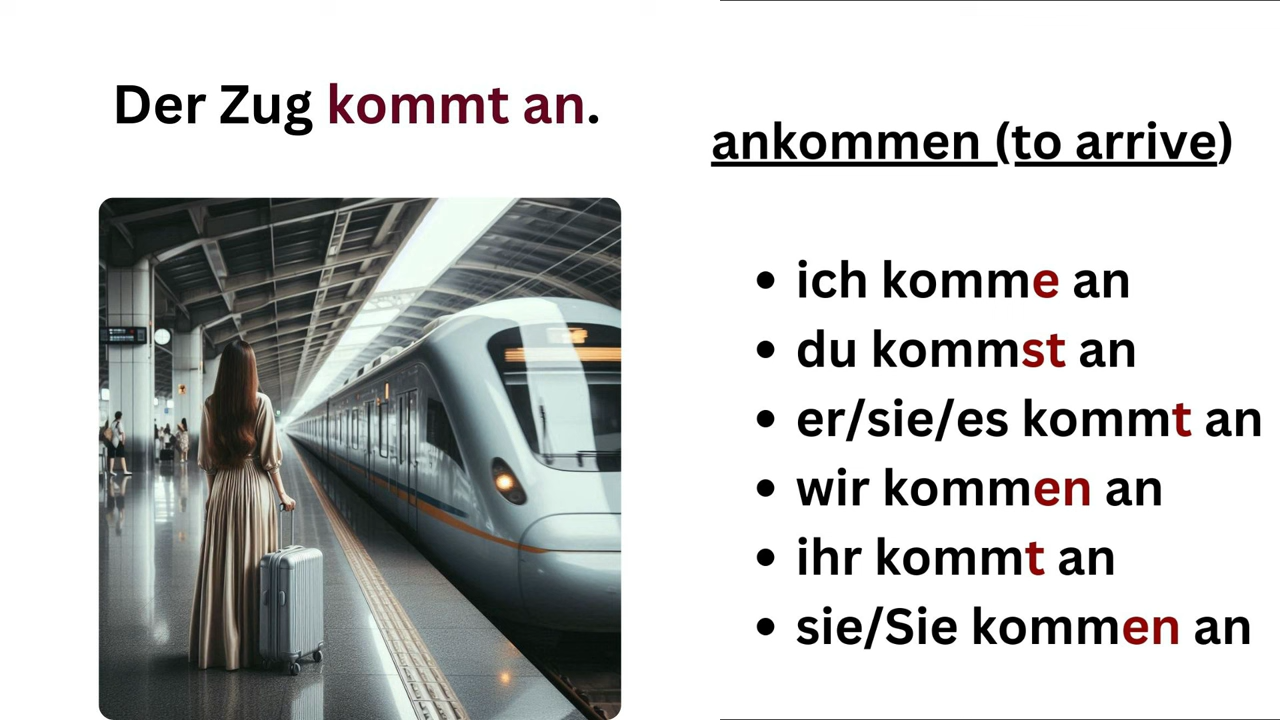 Der Zug kommt an.
ankommen (to arrive)
• ich komme an
• du kommst an
• er/sie/es kommt an
• wir kommen an
• ihr kommt an
• sie/Sie kommen an